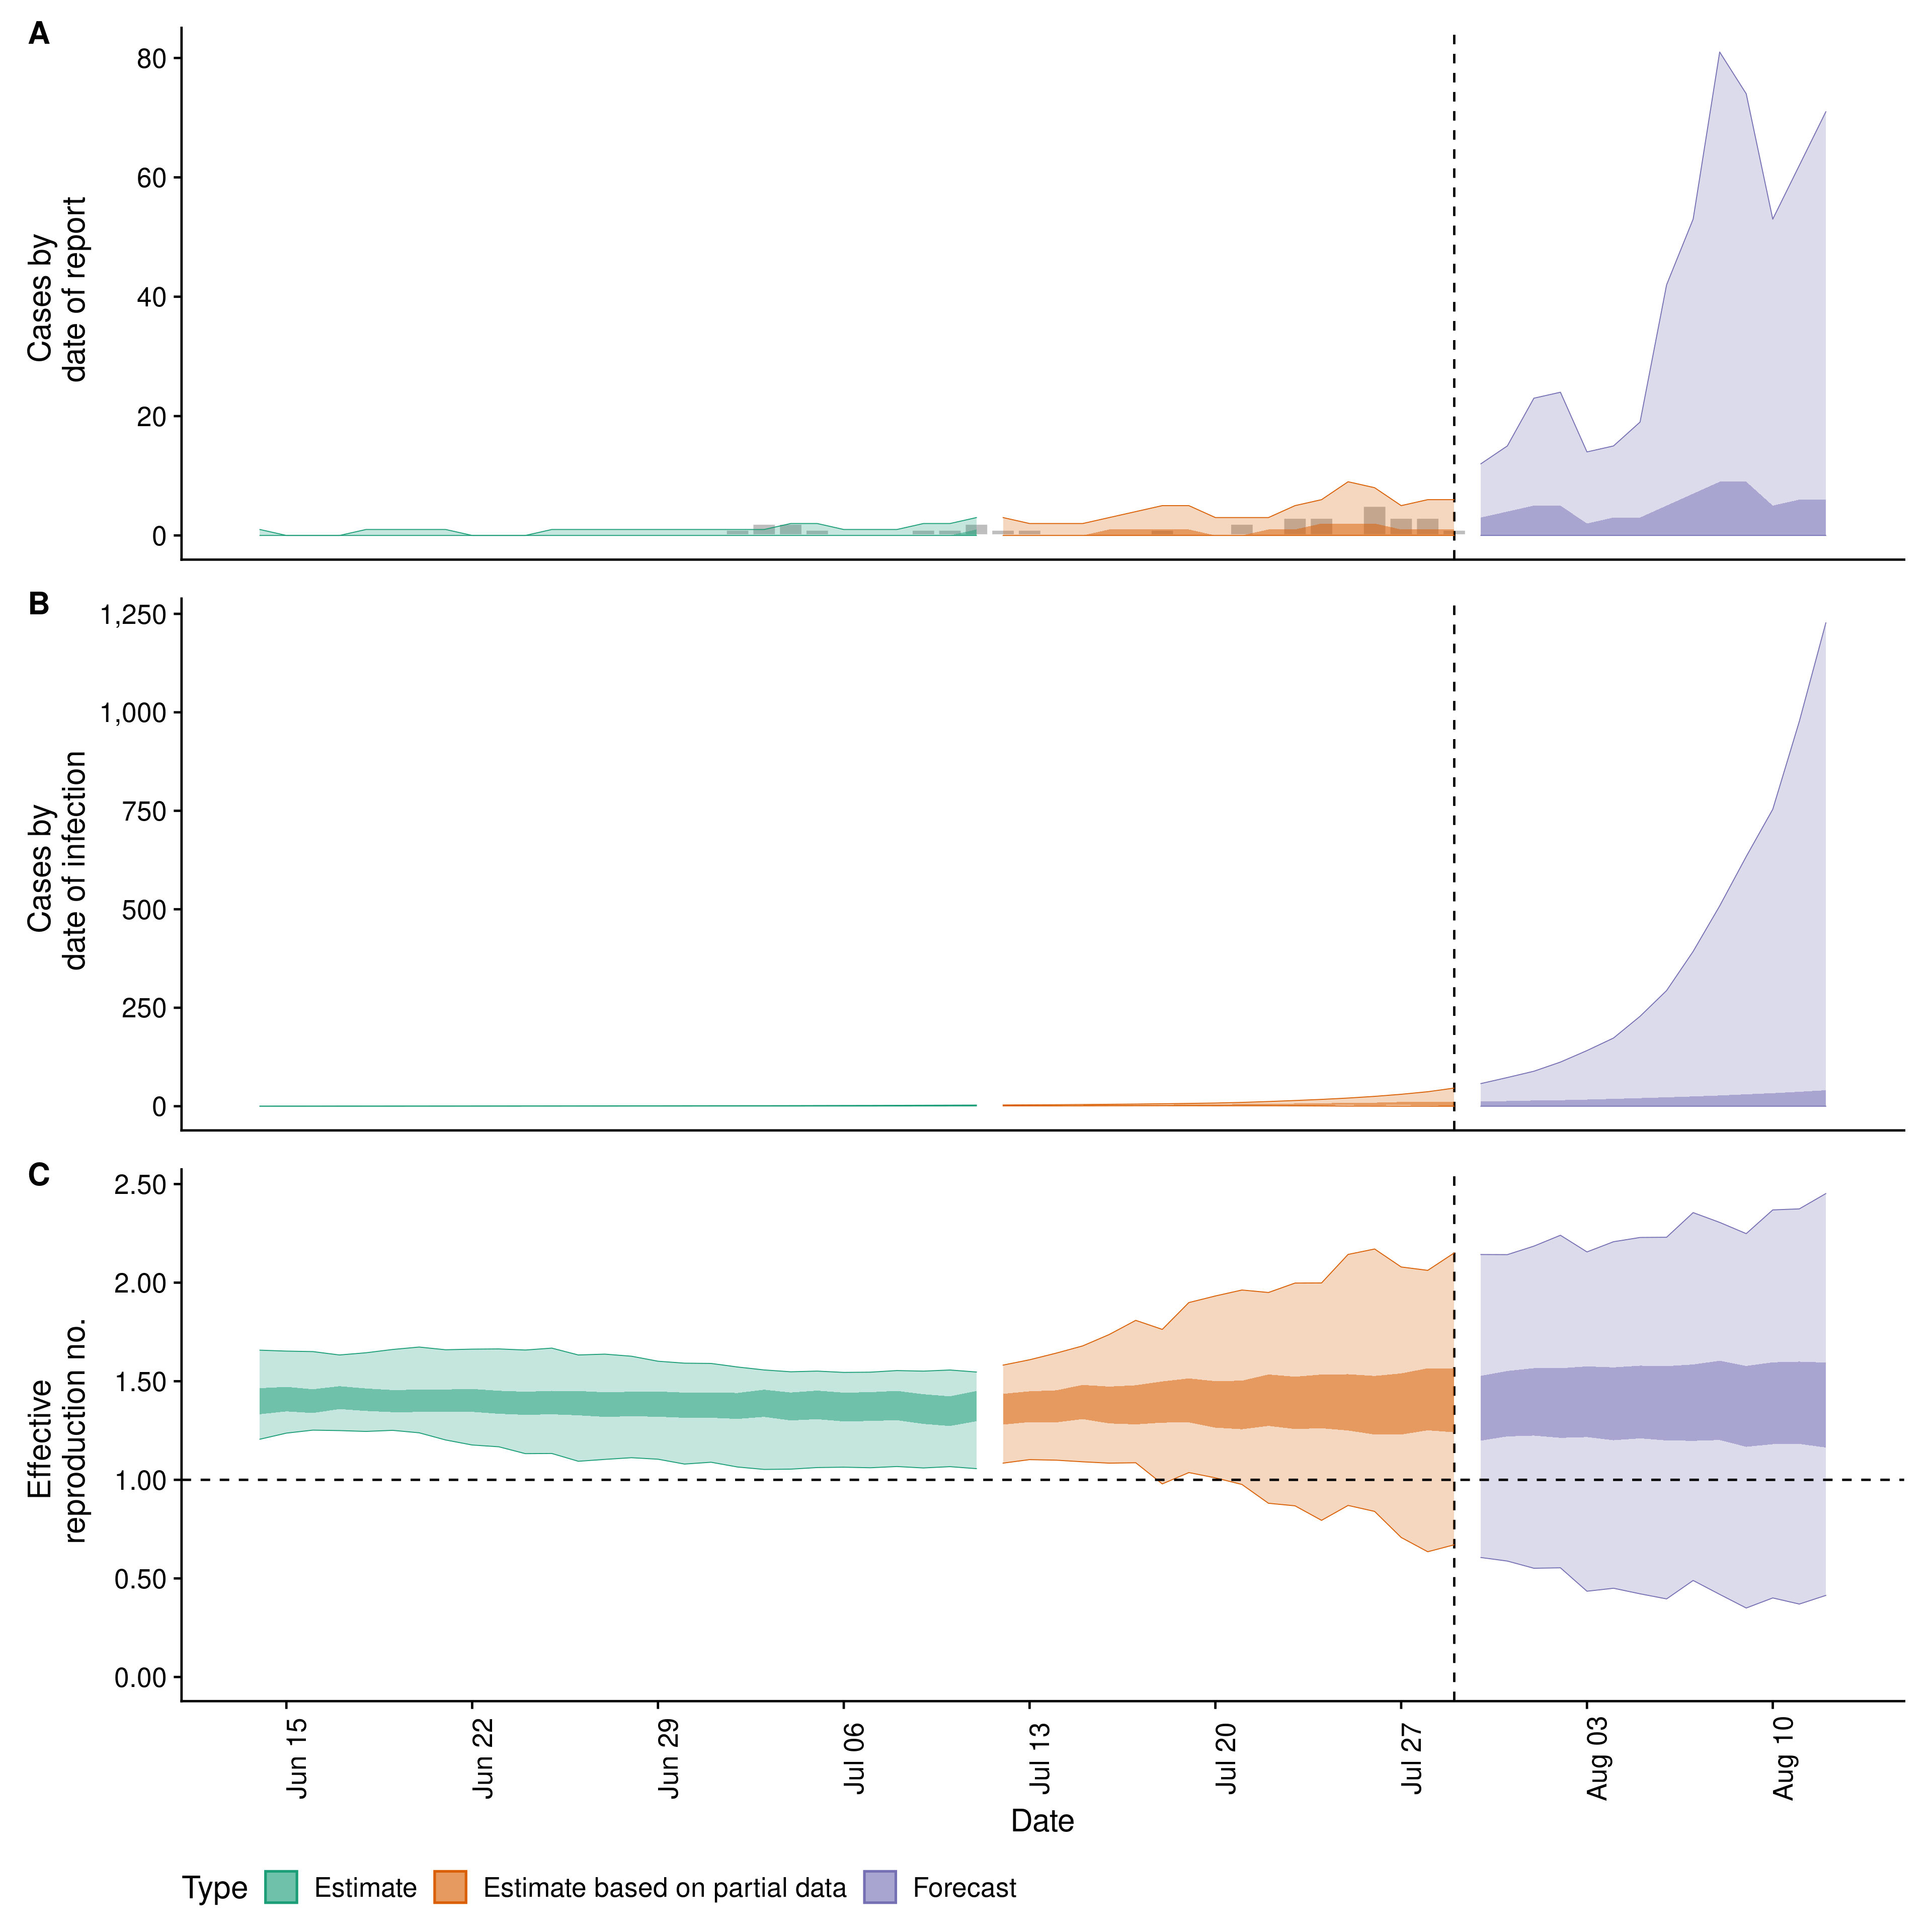 A
80
60
40
20
0
Cases by
date of report
B
1,250
1,000
750
500
250
0
Cases by
date of infection
C
2.50
2.00
1.50
1.00
0.50
0.00
Effective
reproduction no.
Jun 15
Jun 22
Jun 29
Jul 06
Jul 13
Jul 20
Jul 27
Aug 03
Aug 10
Date
Type Estimate Estimate based on partial data Forecast